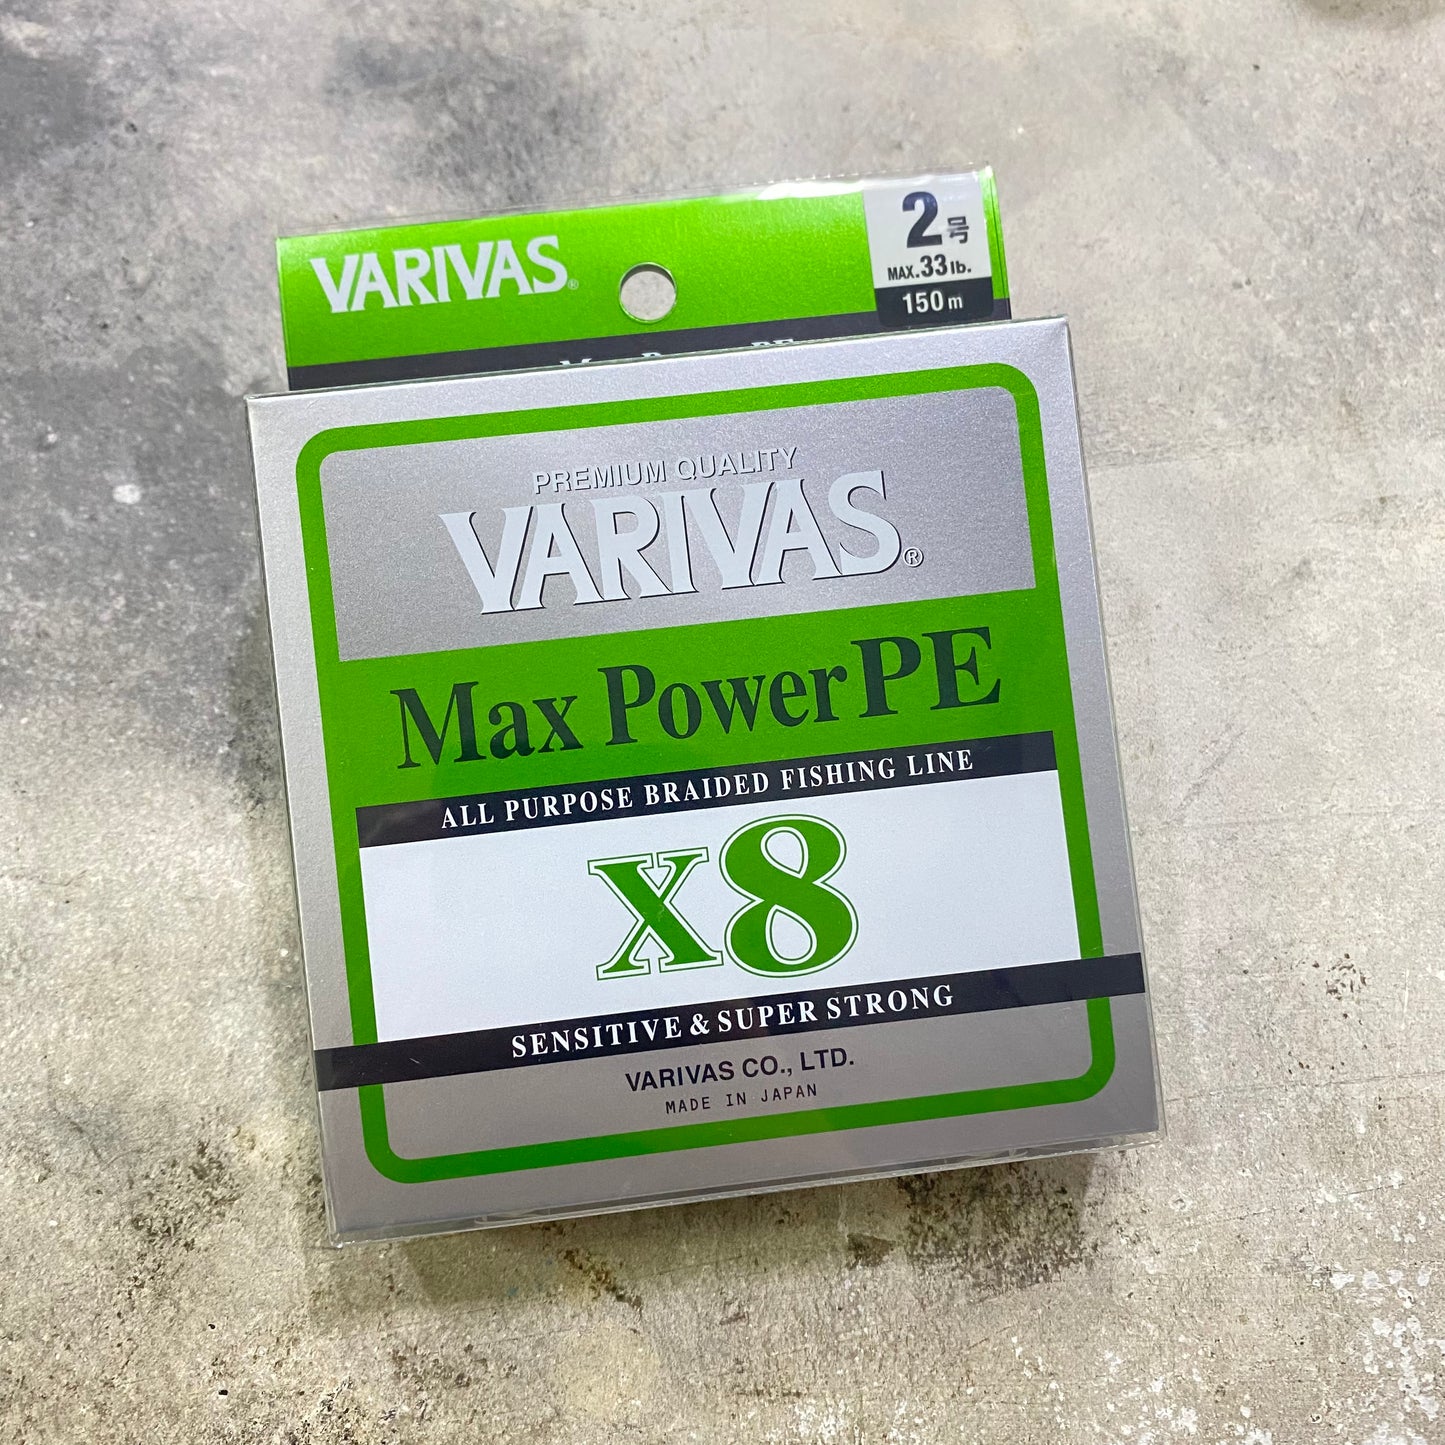 VARIVAS®
2号
MAX.33lb.
150m
PREMIUM QUALITY
VARIVAS®
Max Power PE
ALL PURPOSE BRAIDED FISHING LINE
X8
SENSITIVE & SUPER STRONG
VARIVAS CO., LTD.
MADE IN JAPAN